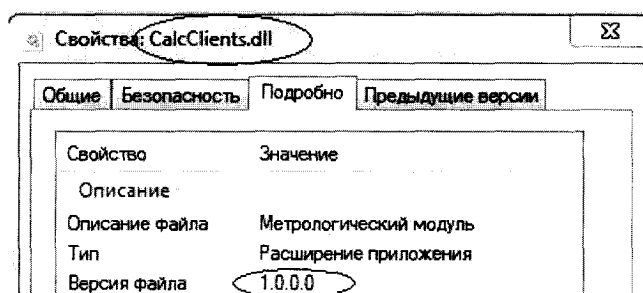 Свойства: CalcClients.dll
Общие Безопасность Подробно Предыдущие версии
Свойство Значение
Описание
Описание файла Метрологический модуль
Тип Расширение приложения
Версия файла 1.0.0.0